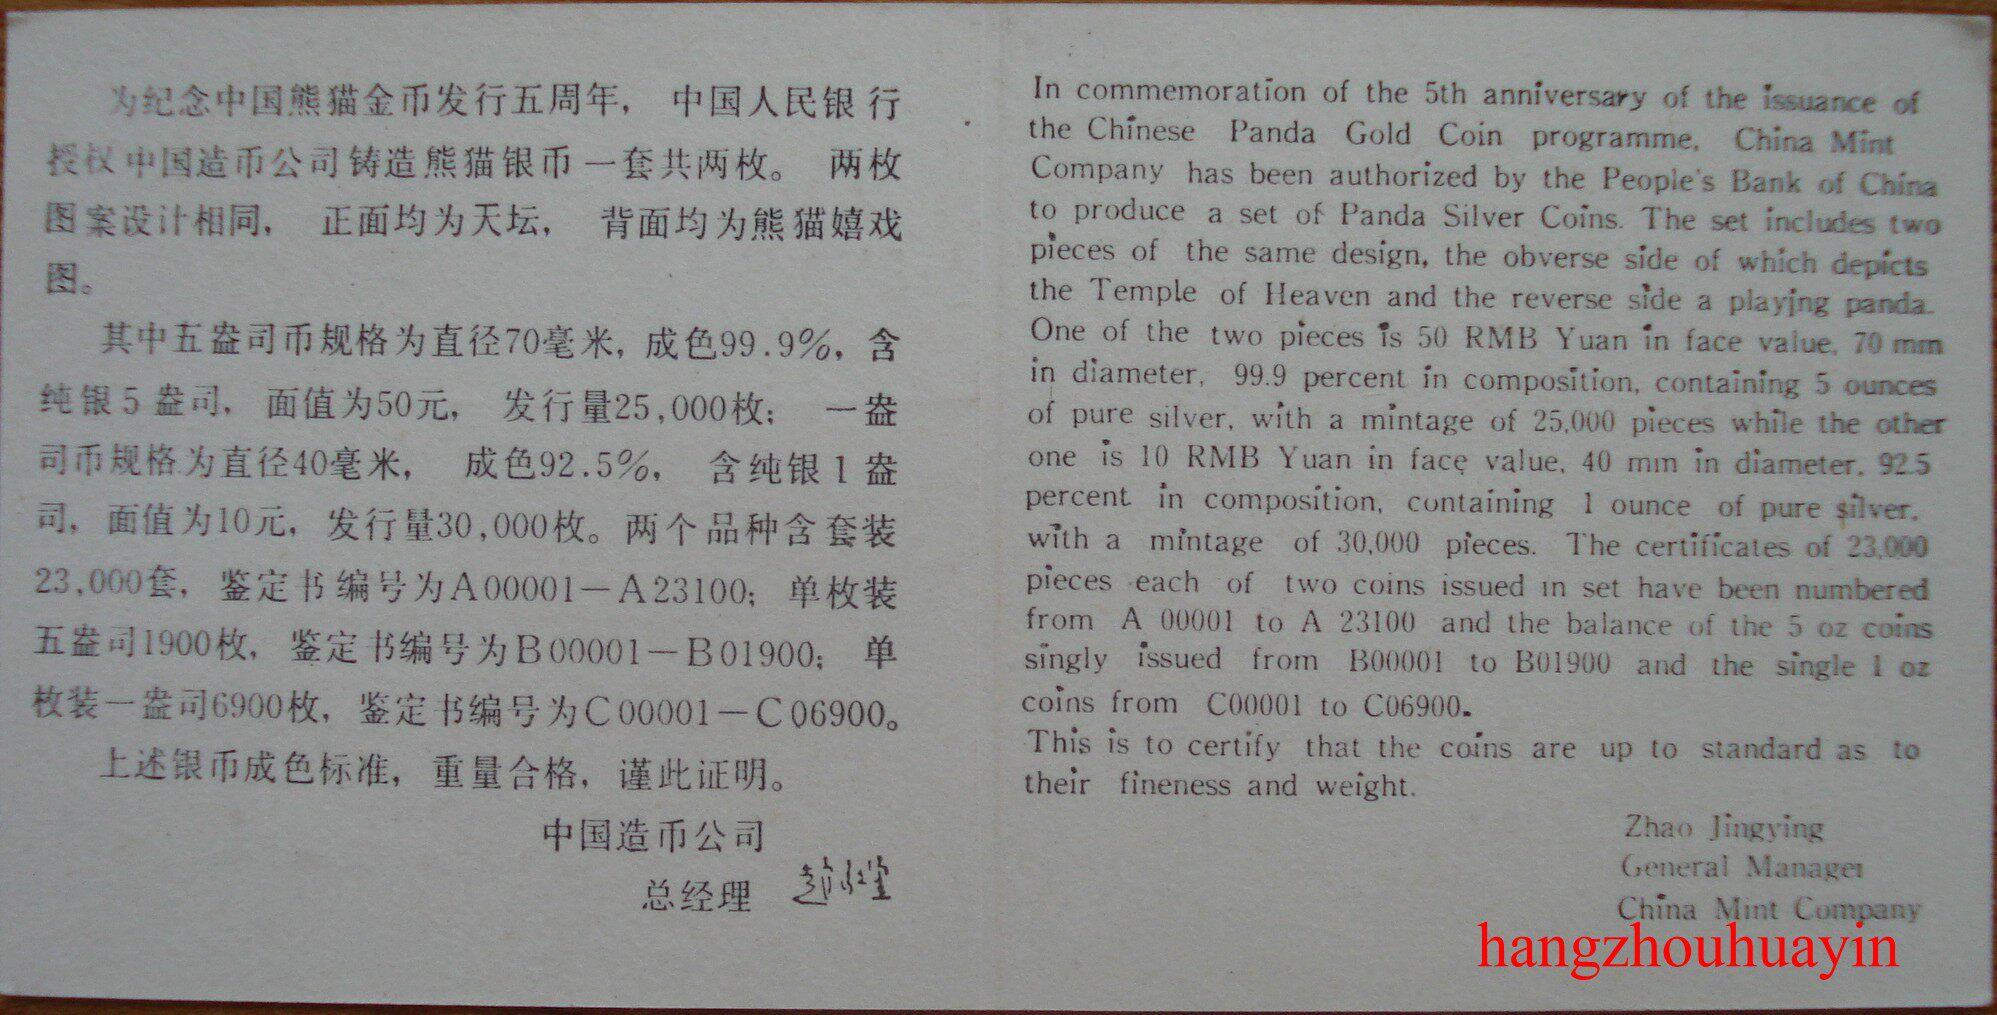 为纪念中国熊猫金币发行五周年，中国人民银行
授权中国造币公司铸造熊猫银币一套共两枚。两枚
图案设计相同，正面均为天坛，背面均为熊猫嬉戏
图。
其中五盎司币规格为直径70毫米，成色99.9%，含
纯银5盎司，面值为50元，发行量25,000枚；一盎
司币规格为直径40毫米，成色92.5%，含纯银1盎
司，面值为10元，发行量30,000枚。两个品种含套装
23,000套，鉴定书编号为A00001—A23100；单枚装
五盎司1900枚，鉴定书编号为B00001—B01900；单
枚装一盎司6900枚，鉴定书编号为C00001—C06900。
上述银币成色标准，重量合格，谨此证明。
中国造币公司
总经理
In commemoration of the 5th anniversary of the issuance of
the Chinese Panda Gold Coin programme, China Mint
Company has been authorized by the People's Bank of China
to produce a set of Panda Silver Coins. The set includes two
pieces of the same design, the obverse side of which depicts
the Temple of Heaven and the reverse side a playing panda.
One of the two pieces is 50 RMB Yuan in face value, 70 mm
in diameter, 99.9 percent in composition, containing 5 ounces
of pure silver, with a mintage of 25,000 pieces while the other
one is 10 RMB Yuan in face value, 40 mm in diameter, 92.5
percent in composition, containing 1 ounce of pure silver,
with a mintage of 30,000 pieces. The certificates of 23,000
pieces each of two coins issued in set have been numbered
from A 00001 to A 23100 and the balance of the 5 oz coins
singly issued from B00001 to B01900 and the single 1 oz
coins from C00001 to C06900.
This is to certify that the coins are up to standard as to
their fineness and weight.
Zhao Jingying
General Manager
China Mint Company
hangzhouhuayin